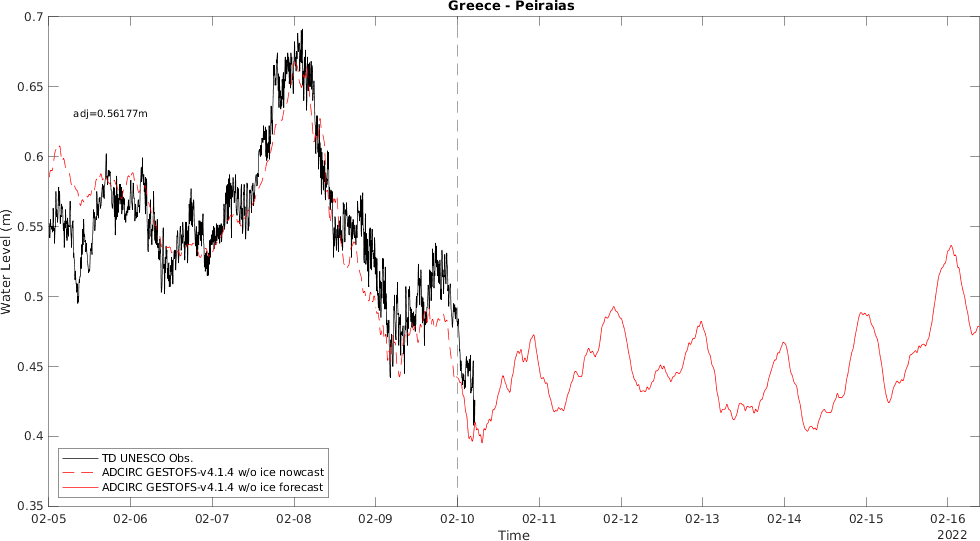 Greece - Peiraias
0.7
0.65
adj=0.56177m
0.6
0.55
0.5
0.45
0.4
0.35
Water Level (m)
TD UNESCO Obs.
ADCIRC GESTOFS-v4.1.4 w/o ice nowcast
ADCIRC GESTOFS-v4.1.4 w/o ice forecast
02-05 02-06 02-07 02-08 02-09 02-10 02-11 02-12 02-13 02-14 02-15 02-16
Time
2022